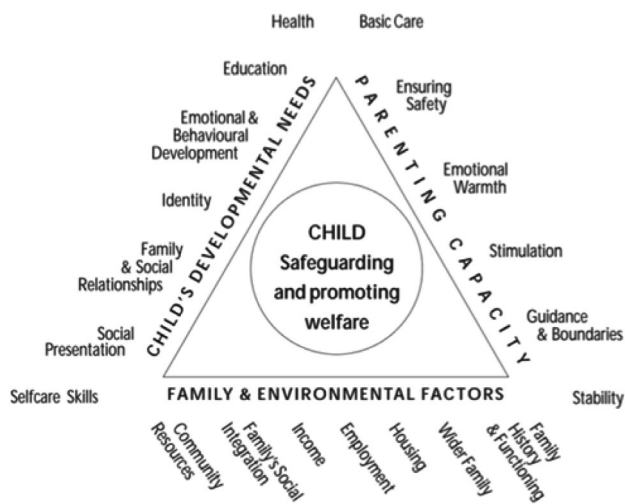 Health
Basic Care
Education
Ensuring
Safety
Emotional &
Behavioural
Development
Emotional
Warmth
Identity
Stimulation
Family
& Social
Relationships
Guidance
& Boundaries
Social
Presentation
Selfcare Skills
Stability
CHILD'S DEVELOPMENTAL NEEDS
PARENTING CAPACITY
CHILD
Safeguarding
and promoting
welfare
FAMILY & ENVIRONMENTAL FACTORS
Community
Resources
Family's Social
Integration
Income
Employment
Housing
Wider Family
Family
History
& Functioning